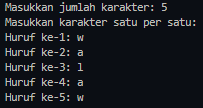 Masukkan jumlah karakter: 5
Masukkan karakter satu per satu:
Huruf ke-1: w
Huruf ke-2: a
Huruf ke-3: l
Huruf ke-4: a
Huruf ke-5: w